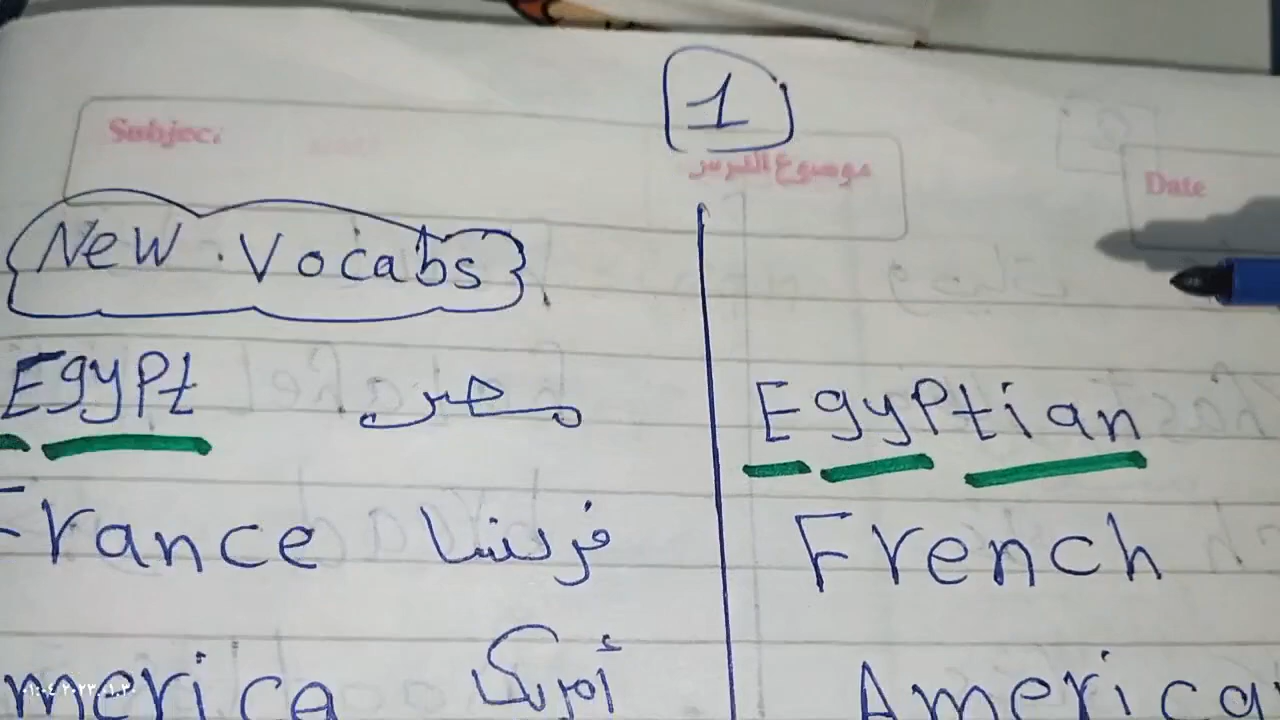 1
Subjec.
موضوع الدرس
Date
New . Vocabs
Egypt مصر Egyptian
France فرنسا French
merica أمريكا America